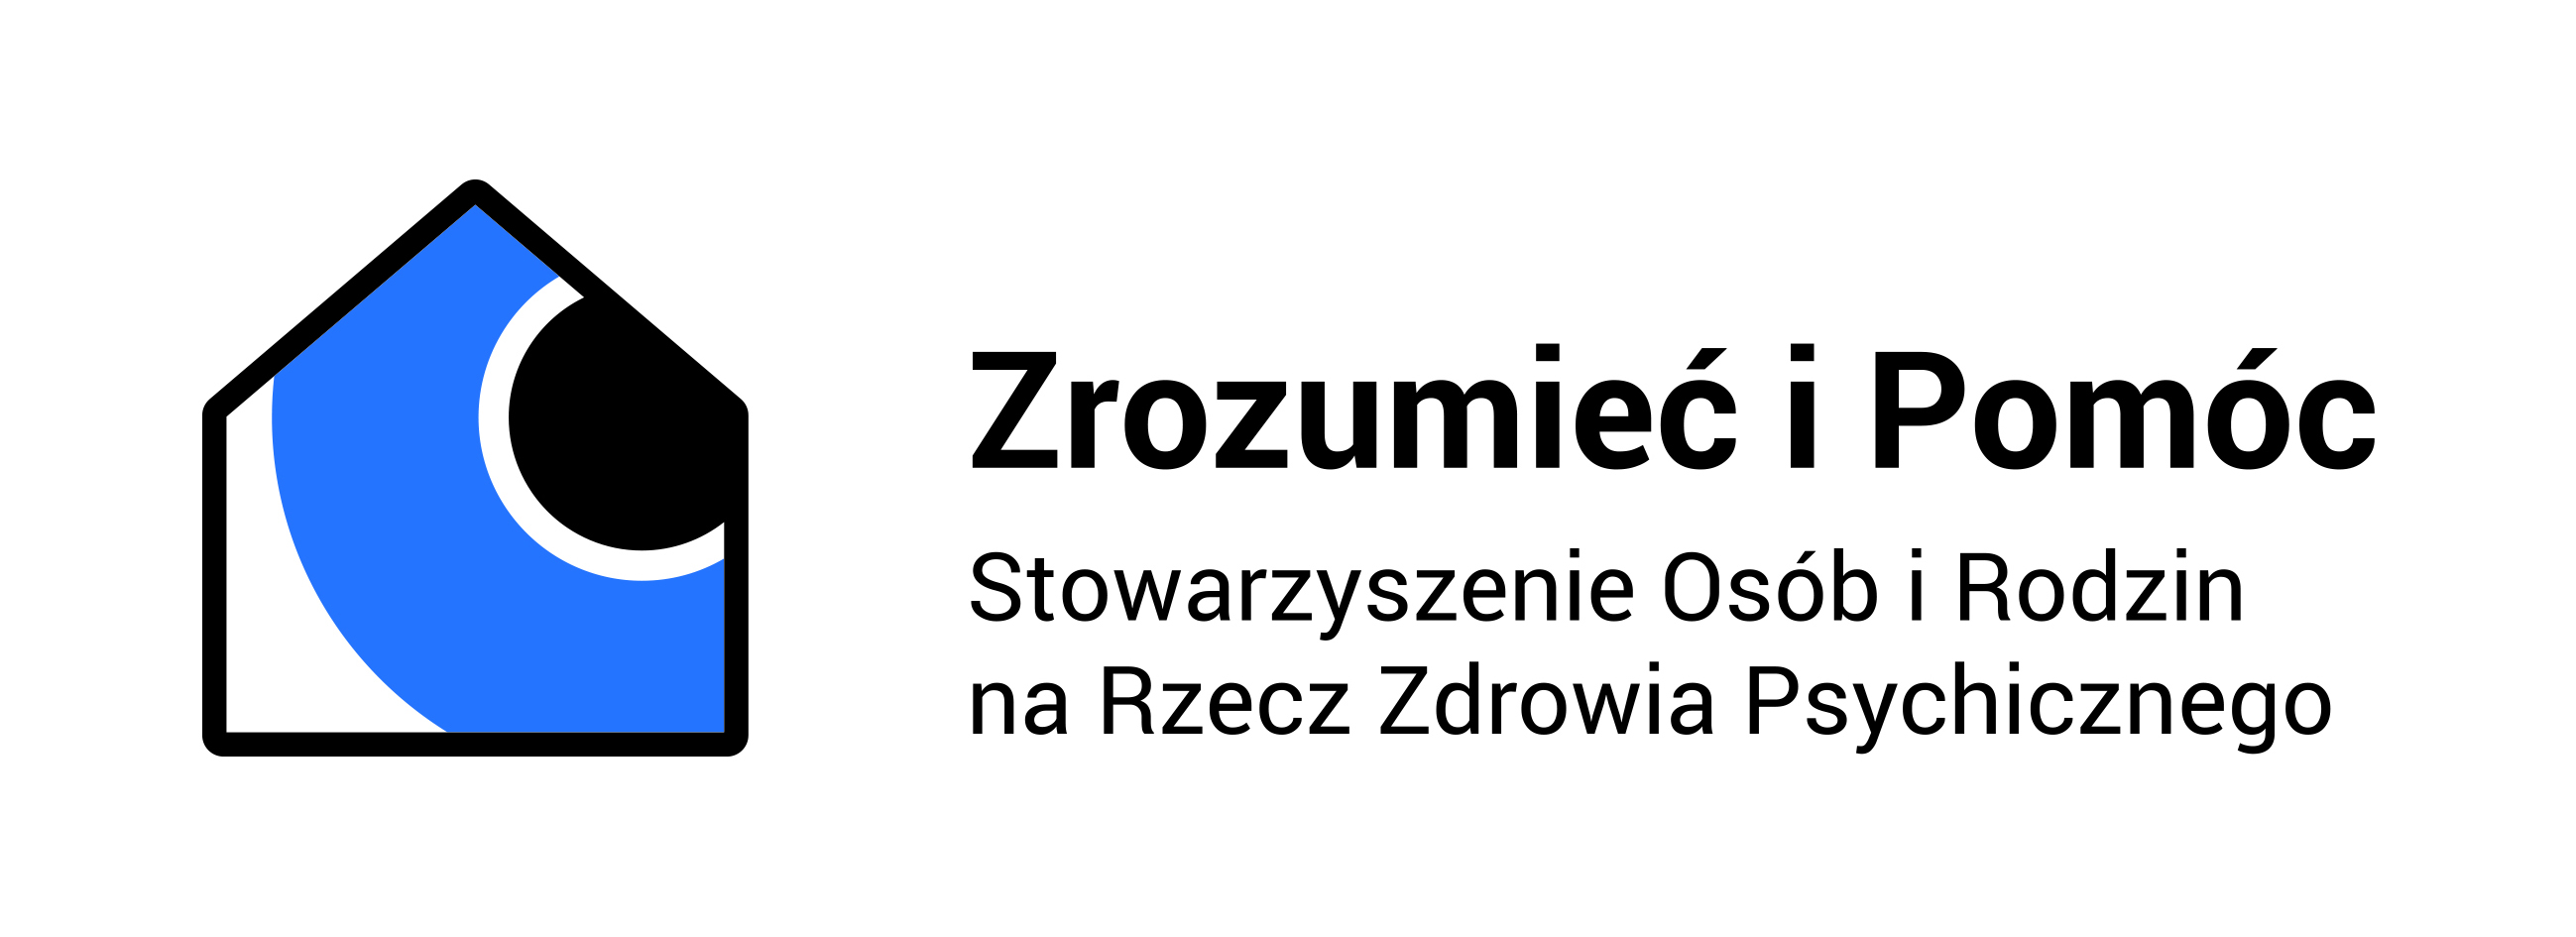 Zrozumieć i Pomóc
Stowarzyszenie Osób i Rodzin
na Rzecz Zdrowia Psychicznego